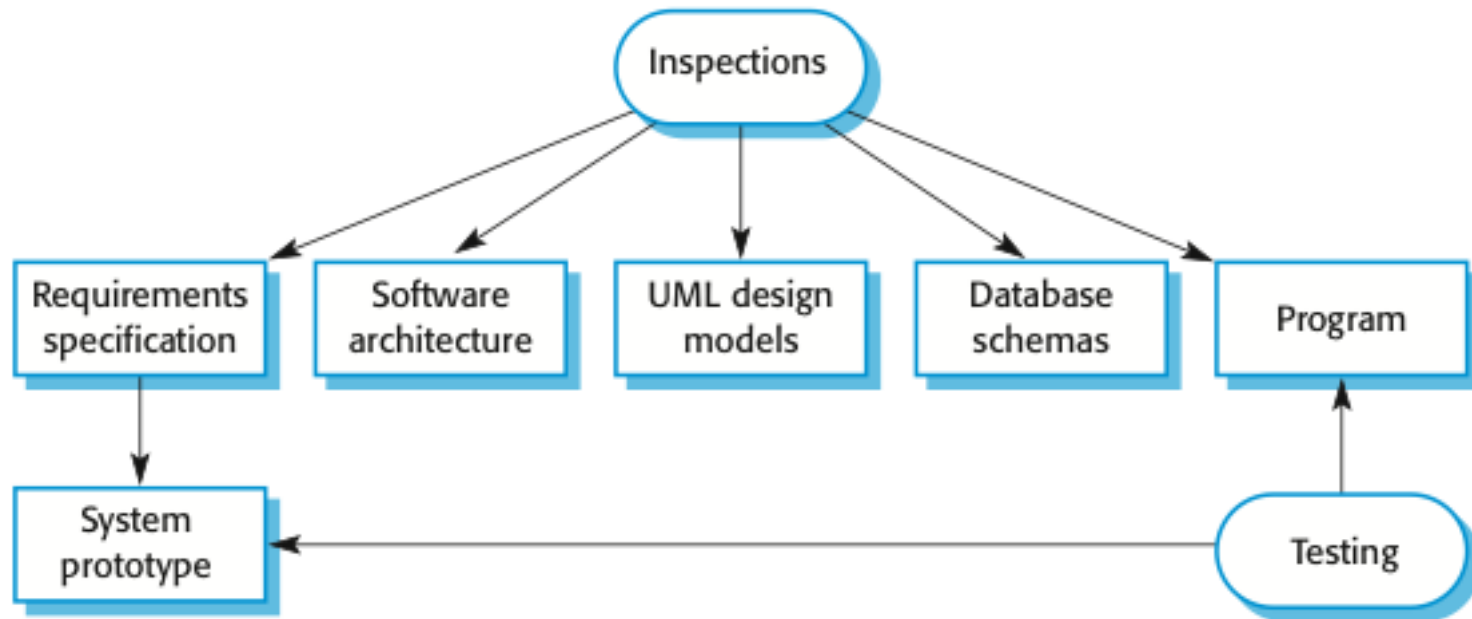 Inspections
Requirements
specification
Software
architecture
UML design
models
Database
schemas
Program
System
prototype
Testing